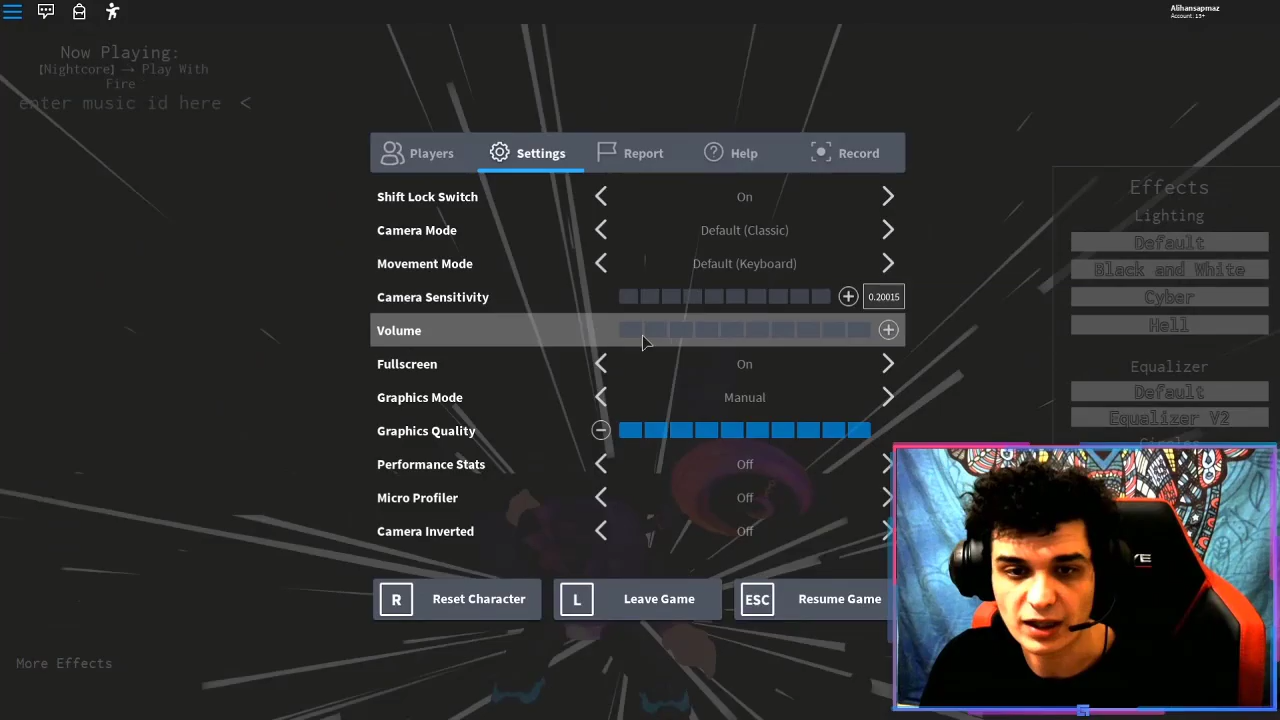 Alihansapmaz
Account: 13+
Now Playing:
[Nightcore] → Play With
Fire
enter music id here <
Players
Settings
Report
Help
Record
Shift Lock Switch On
Camera Mode Default (Classic)
Movement Mode Default (Keyboard)
Camera Sensitivity 0.20015
Volume
Fullscreen On
Graphics Mode Manual
Graphics Quality
Performance Stats Off
Micro Profiler Off
Camera Inverted Off
R Reset Character
L Leave Game
ESC Resume Game
Effects
Lighting
Default
Black and White
Cyber
Hell
Equalizer
Default
Equalizer V2
More Effects